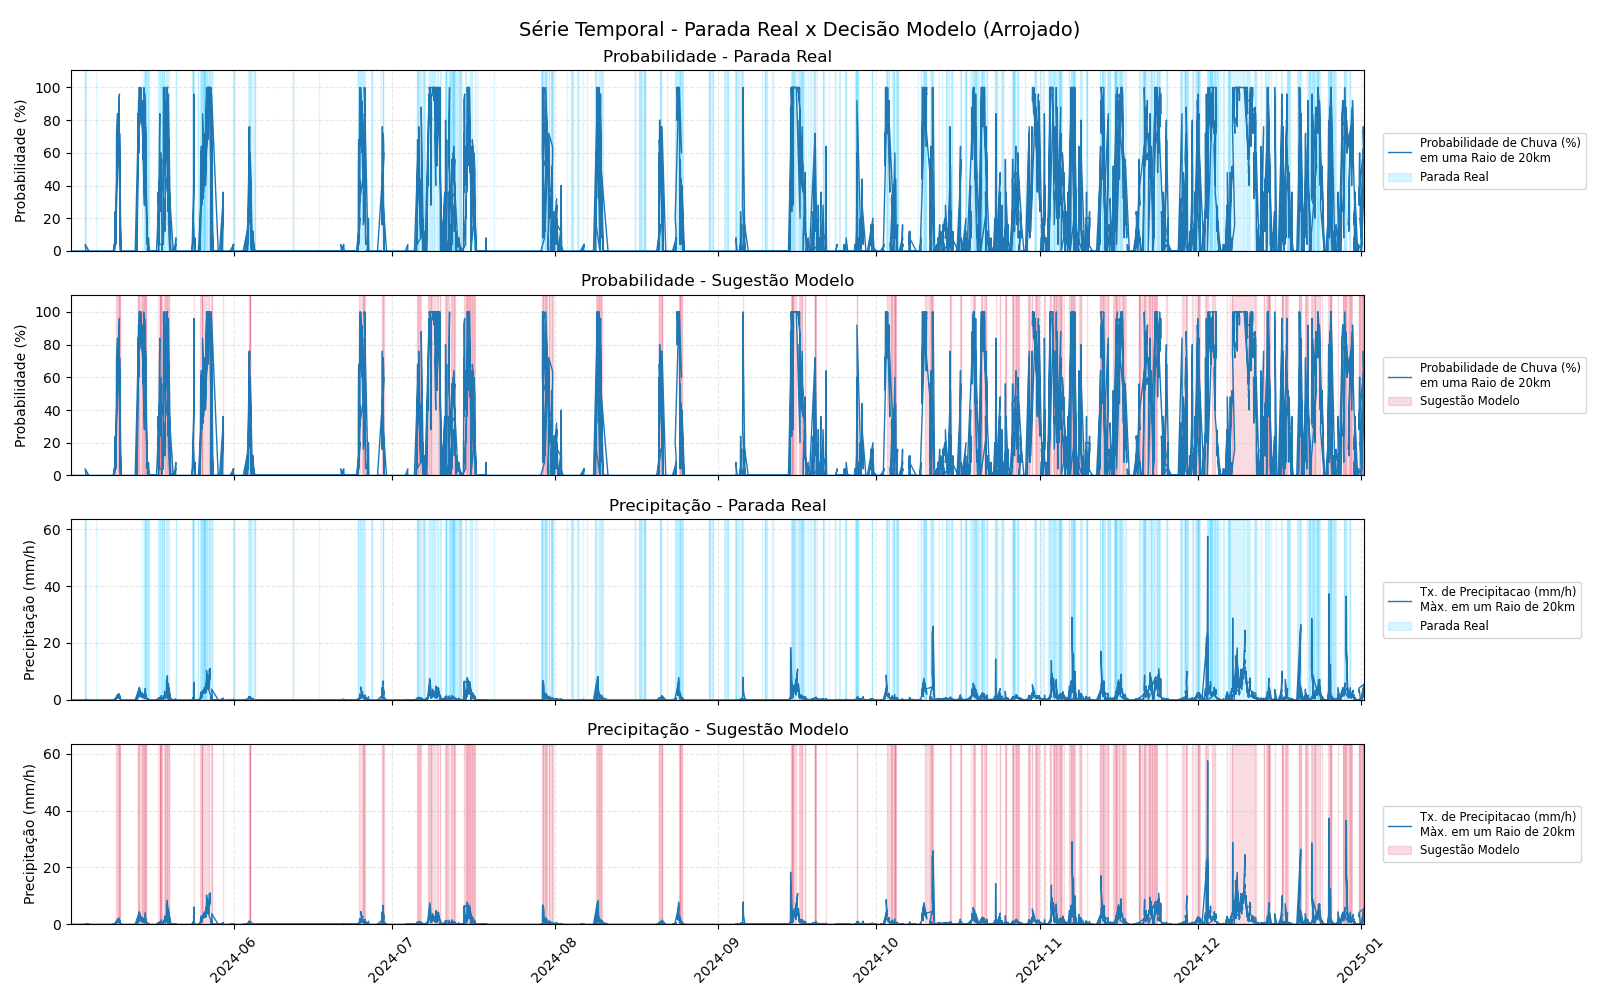 Série Temporal - Parada Real x Decisão Modelo (Arrojado)
Probabilidade - Parada Real
Probabilidade (%)
100
80
60
40
20
0
Probabilidade de Chuva (%)
em uma Raio de 20km
Parada Real
Probabilidade - Sugestão Modelo
Probabilidade (%)
100
80
60
40
20
0
Probabilidade de Chuva (%)
em uma Raio de 20km
Sugestão Modelo
Precipitação - Parada Real
Precipitação (mm/h)
60
40
20
0
Tx. de Precipitacao (mm/h)
Màx. em um Raio de 20km
Parada Real
Precipitação - Sugestão Modelo
Precipitação (mm/h)
60
40
20
0
Tx. de Precipitacao (mm/h)
Màx. em um Raio de 20km
Sugestão Modelo
2024-06
2024-07
2024-08
2024-09
2024-10
2024-11
2024-12
2025-01